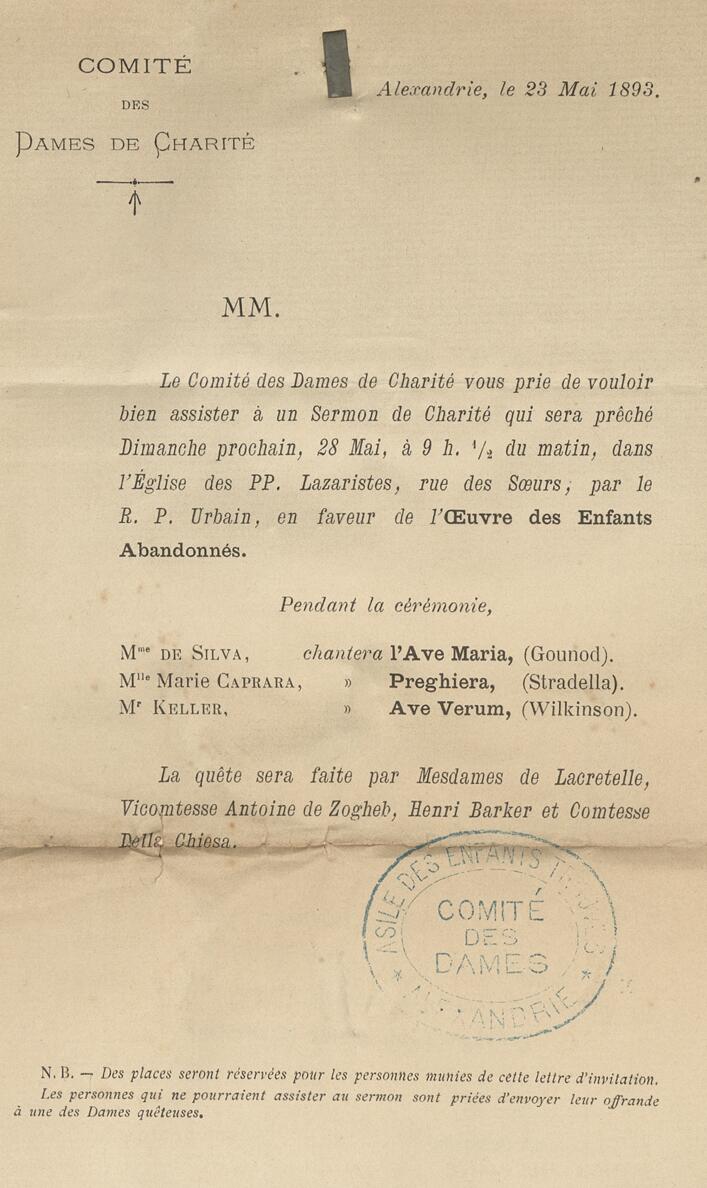 COMITÉ
DES
DAMES DE CHARITÉ
Alexandrie, le 23 Mai 1893.
MM.
Le Comité des Dames de Charité vous prie de vouloir
bien assister à un Sermon de Charité qui sera prêché
Dimanche prochain, 28 Mai, à 9 h. 1/2 du matin, dans
l'Église des PP. Lazaristes, rue des Sœurs, par le
R. P. Urbain, en faveur de l'Œuvre des Enfants
Abandonnés.
Pendant la cérémonie,
Mme DE SILVA, chantera l'Ave Maria, (Gounod).
Mlle Marie CAPRARA, » Preghiera, (Stradella).
Mr KELLER, » Ave Verum, (Wilkinson).
La quête sera faite par Mesdames de Lacretelle,
Vicomtesse Antoine de Zogheb, Henri Barker et Comtesse
Della Chiesa.
ASILE DES ENFANTS
COMITÉ
DES
DAMES
* ALEXANDRIE *
N. B. — Des places seront réservées pour les personnes munies de cette lettre d'invitation.
Les personnes qui ne pourraient assister au sermon sont priées d'envoyer leur offrande
à une des Dames quêteuses.